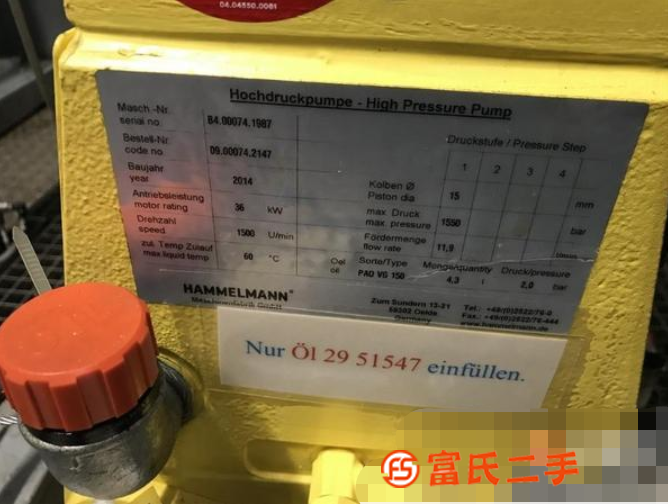 04.04550.0081
Hochdruckpumpe - High Pressure Pump
Masch.-Nr.
serial no. 84.00074.1987
Druckstufe / Pressure Step
Bestell-Nr.
code no. 09.00074.2147
1 2 3 4
Baujahr
year 2014
Kolben Ø
Piston dia 15 mm
Antriebsleistung
motor rating 36 kW
max. Druck
max. pressure 1550 bar
Drehzahl
speed 1500 U/min
Fördermenge
flow rate 11,9
zul. Temp Zulauf
max liquid temp 60 °C
Oel
oil
Sorte/Type
PAO VG 150
Menge/quantity
4,3 l
Druck/pressure
2,0 bar
HAMMELMANN®
Maschinenfabrik GmbH
Zum Sundern 13-21
59302 Oelde
Germany
Tel.:
Fax.:
www.hammelmann.de
Nur Öl 29 51547 einfüllen.
富氏二手